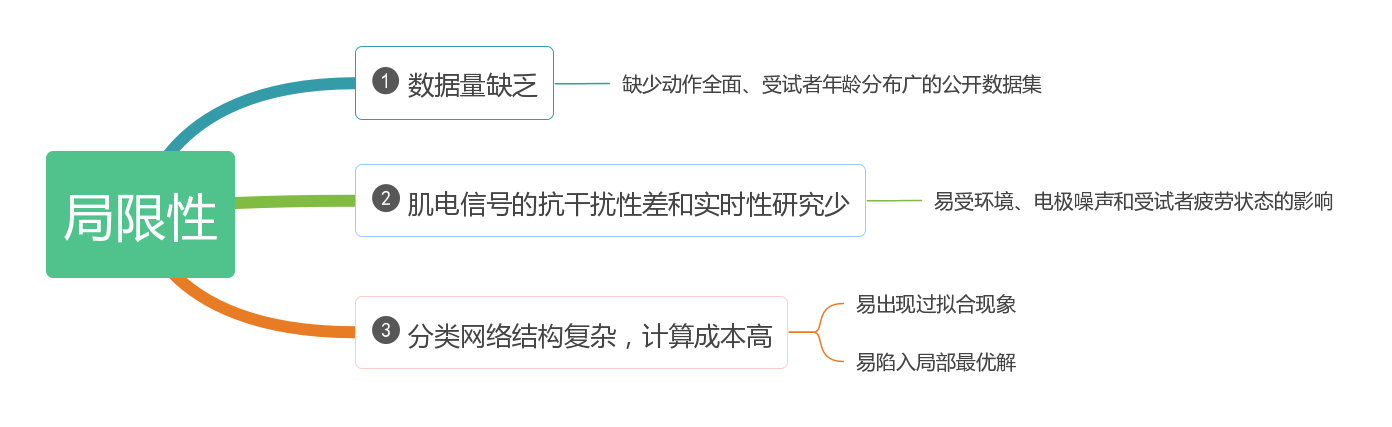 局限性
1 数据量缺乏
缺少动作全面、受试者年龄分布广的公开数据集
2 肌电信号的抗干扰性差和实时性研究少
易受环境、电极噪声和受试者疲劳状态的影响
3 分类网络结构复杂，计算成本高
易出现过拟合现象
易陷入局部最优解